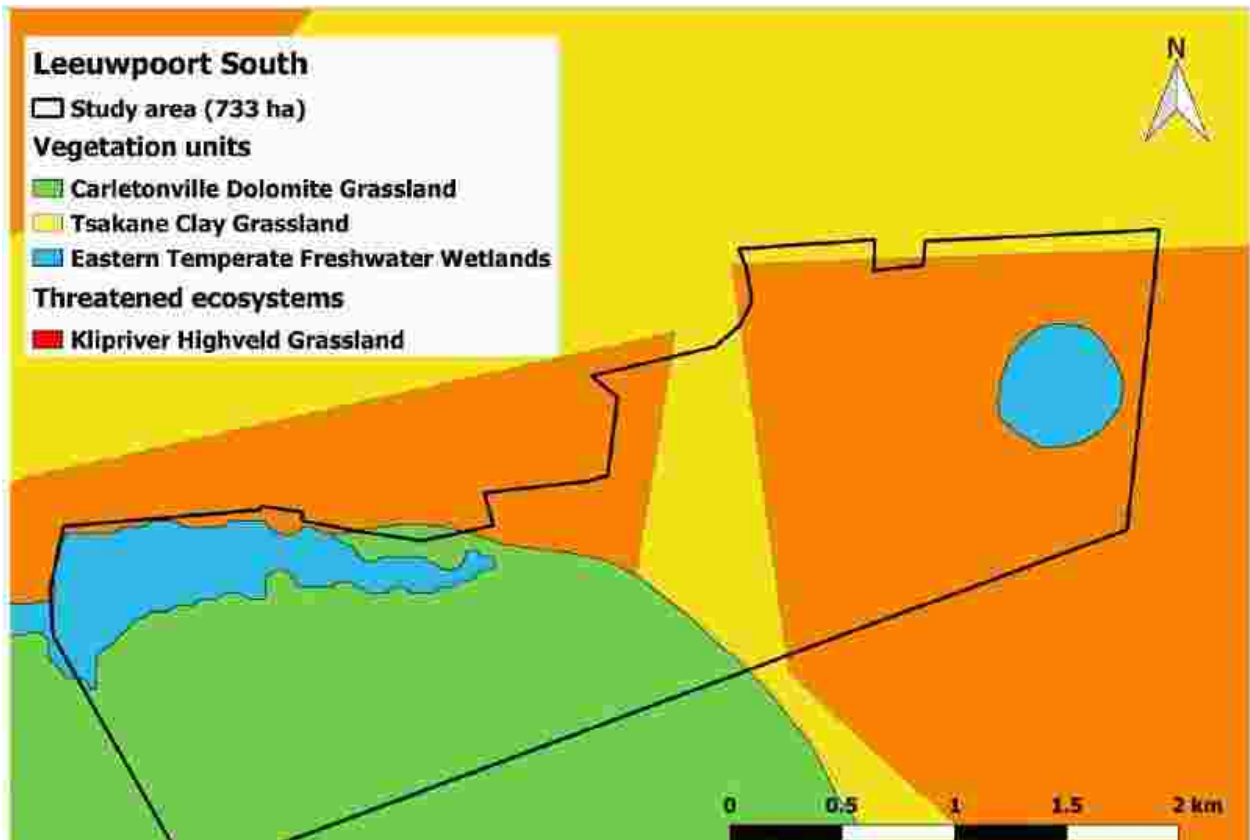 Leeuwpoort South
Study area (733 ha)
Vegetation units
Carletonville Dolomite Grassland
Tsakane Clay Grassland
Eastern Temperate Freshwater Wetlands
Threatened ecosystems
Klipriver Highveld Grassland
N
0 0.5 1 1.5 2 km